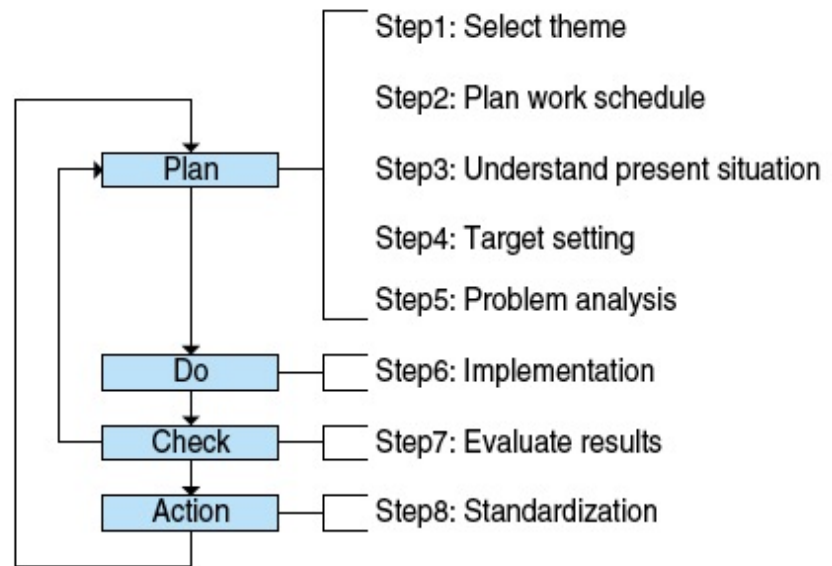 Step1: Select theme
Step2: Plan work schedule
Plan
Step3: Understand present situation
Step4: Target setting
Step5: Problem analysis
Do
Step6: Implementation
Check
Step7: Evaluate results
Action
Step8: Standardization